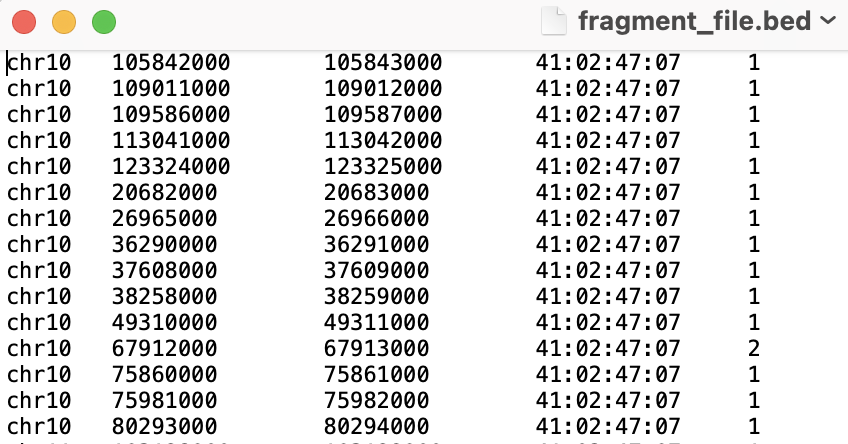 fragment_file.bed
chr10 105842000 105843000 41:02:47:07 1
chr10 109011000 109012000 41:02:47:07 1
chr10 109586000 109587000 41:02:47:07 1
chr10 113041000 113042000 41:02:47:07 1
chr10 123324000 123325000 41:02:47:07 1
chr10 20682000 20683000 41:02:47:07 1
chr10 26965000 26966000 41:02:47:07 1
chr10 36290000 36291000 41:02:47:07 1
chr10 37608000 37609000 41:02:47:07 1
chr10 38258000 38259000 41:02:47:07 1
chr10 49310000 49311000 41:02:47:07 1
chr10 67912000 67913000 41:02:47:07 2
chr10 75860000 75861000 41:02:47:07 1
chr10 75981000 75982000 41:02:47:07 1
chr10 80293000 80294000 41:02:47:07 1